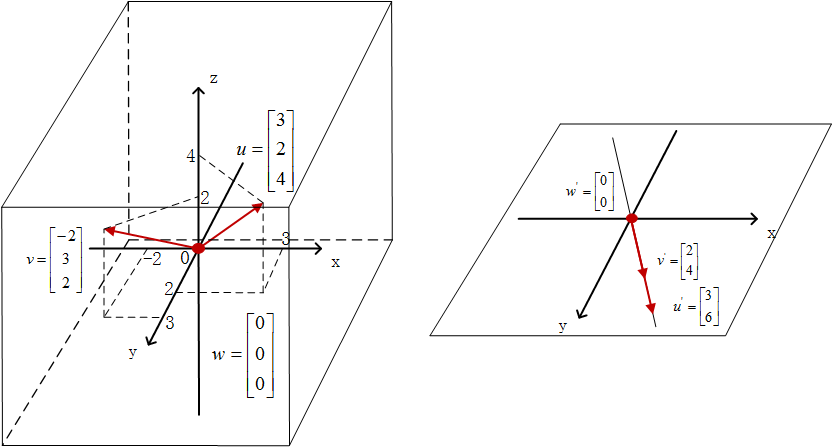 z
u = [3 2 4]
4
2
v = [-2 3 2]
-2
0
3
x
2
3
y
w = [0 0 0]
w' = [0 0]
x
v' = [2 4]
u' = [3 6]
y